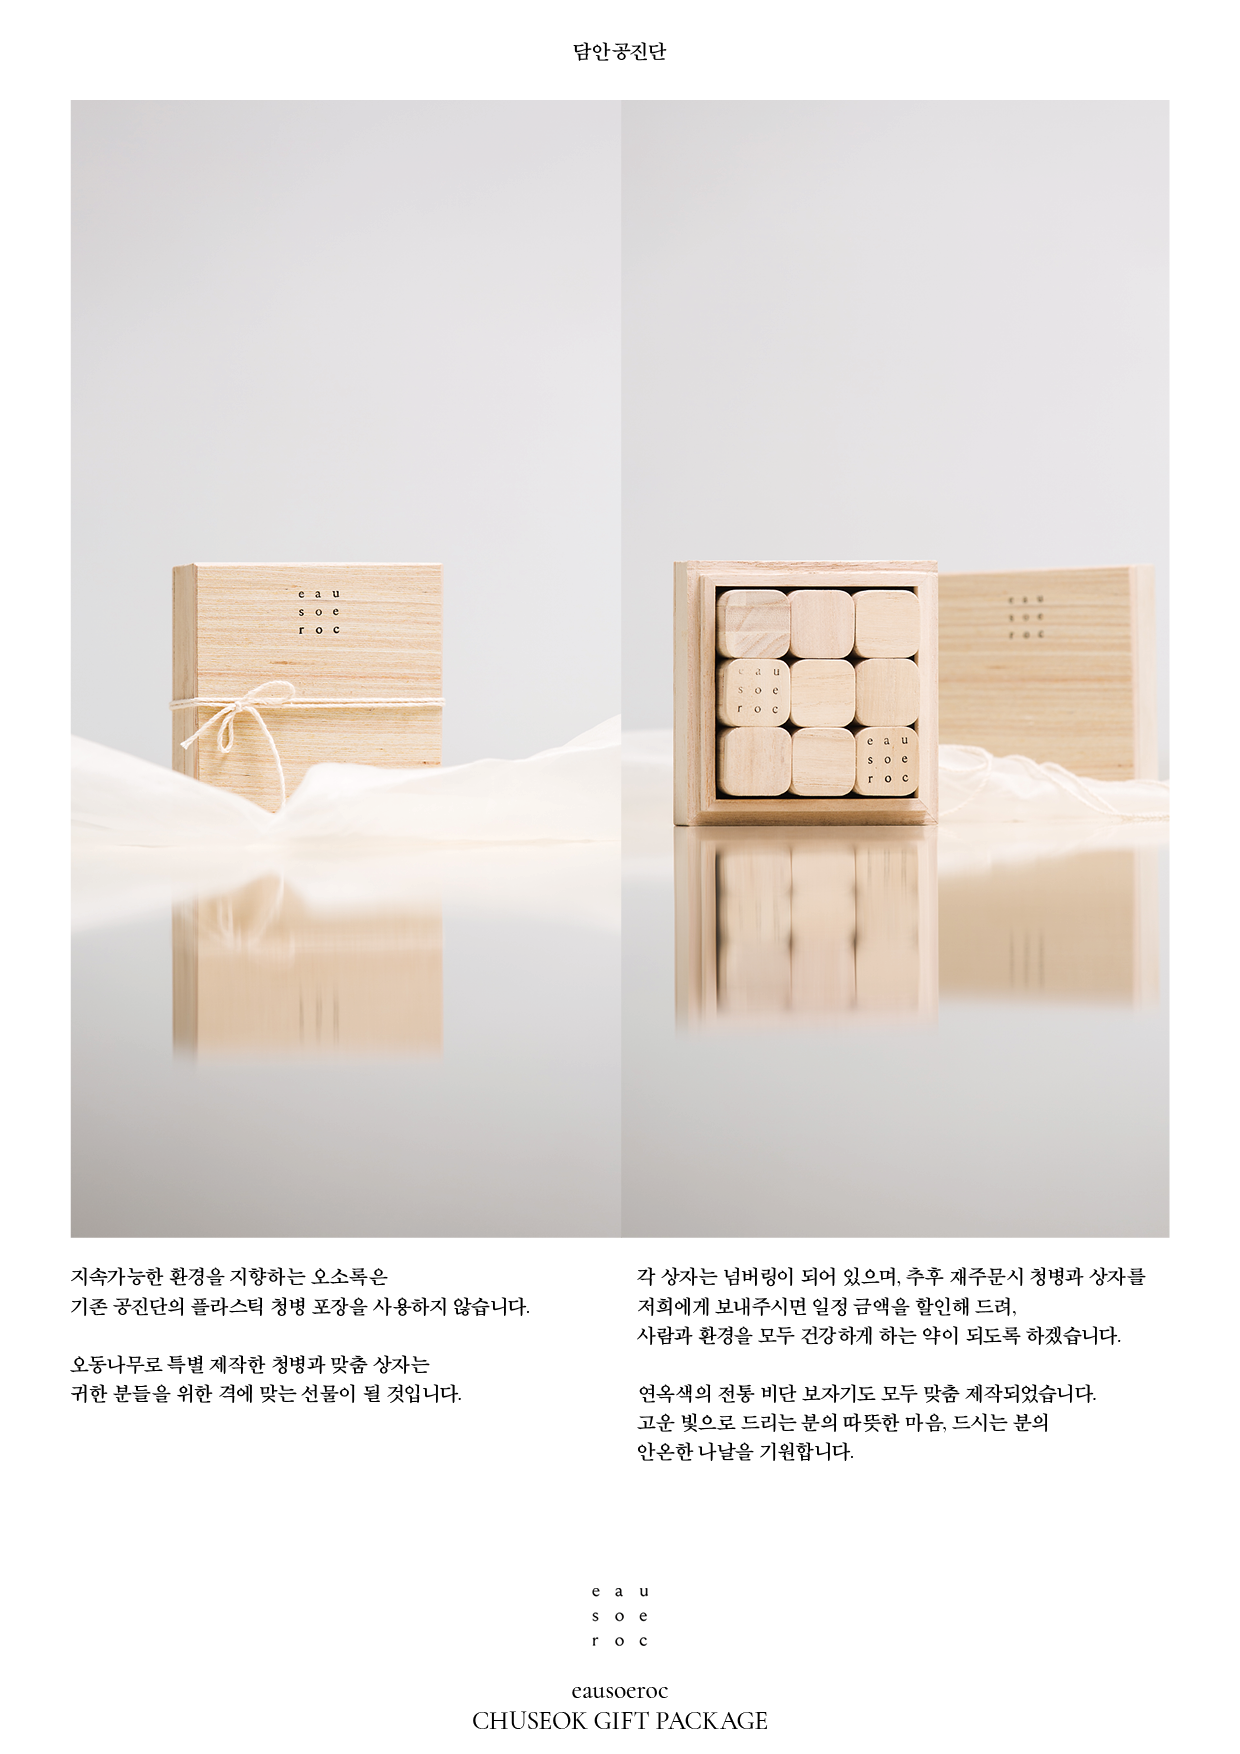 담안공진단
e a u
s o e
r o c
e a u
s o e
r o c
e a u
s o e
r o c
e a u
s o e
r o c
지속가능한 환경을 지향하는 오소록은
기존 공진단의 플라스틱 청병 포장을 사용하지 않습니다.
오동나무로 특별 제작한 청병과 맞춤 상자는
귀한 분들을 위한 격에 맞는 선물이 될 것입니다.
각 상자는 넘버링이 되어 있으며, 추후 재주문시 청병과 상자를
저희에게 보내주시면 일정 금액을 할인해 드려,
사람과 환경을 모두 건강하게 하는 약이 되도록 하겠습니다.
연옥색의 전통 비단 보자기도 모두 맞춤 제작되었습니다.
고운 빛으로 드리는 분의 따뜻한 마음, 드시는 분의
안온한 나날을 기원합니다.
e a u
s o e
r o c
eausoeroc
CHUSEOK GIFT PACKAGE